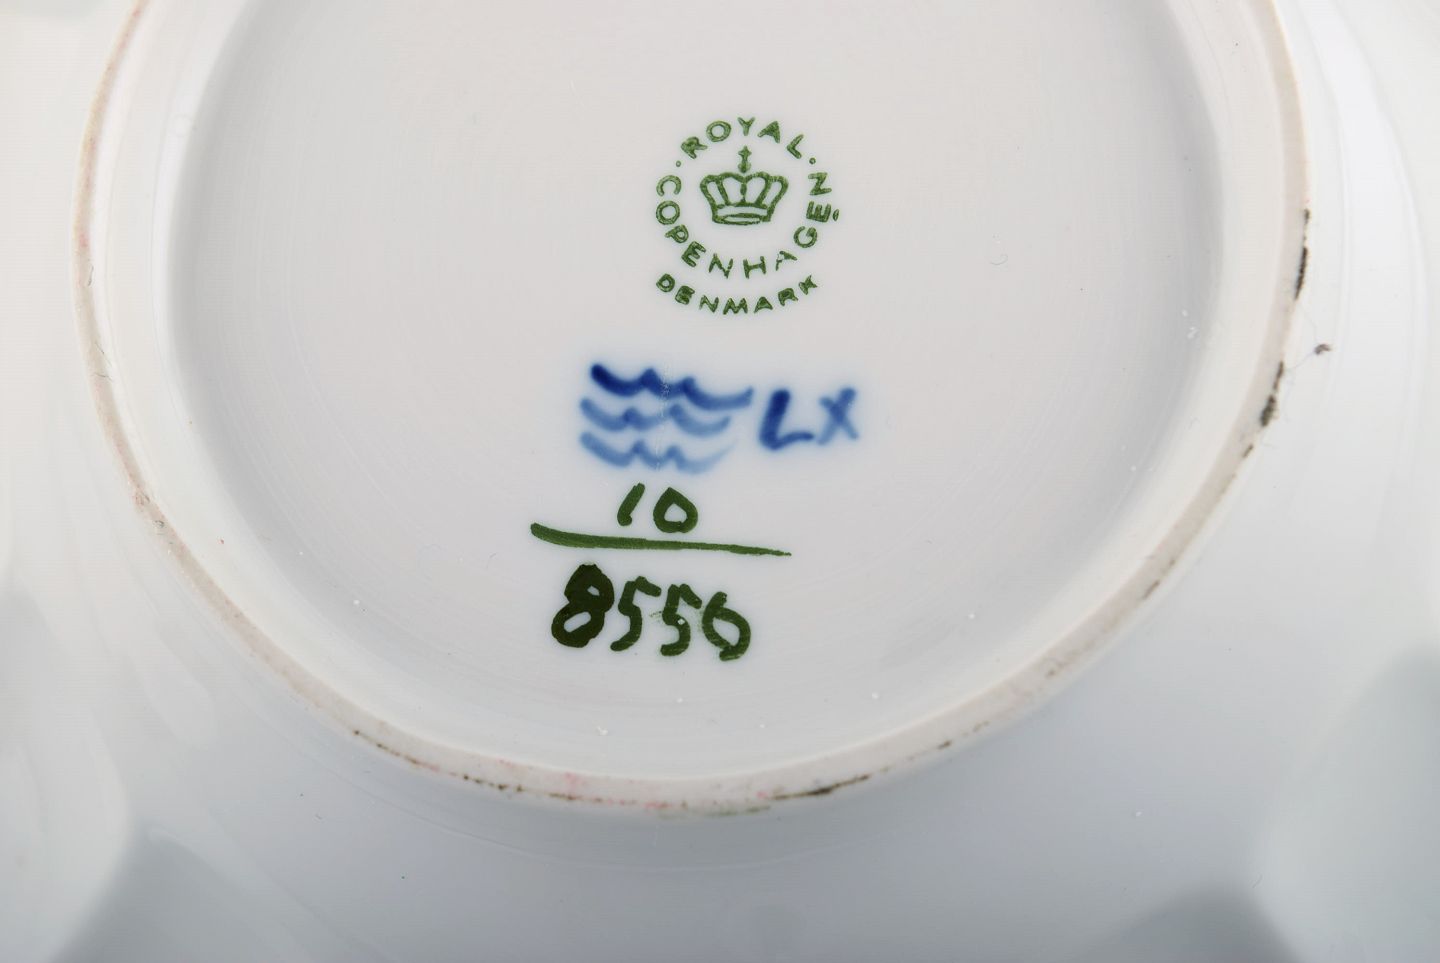 ROYAL
COPENHAGEN
DENMARK
LX
10
8556